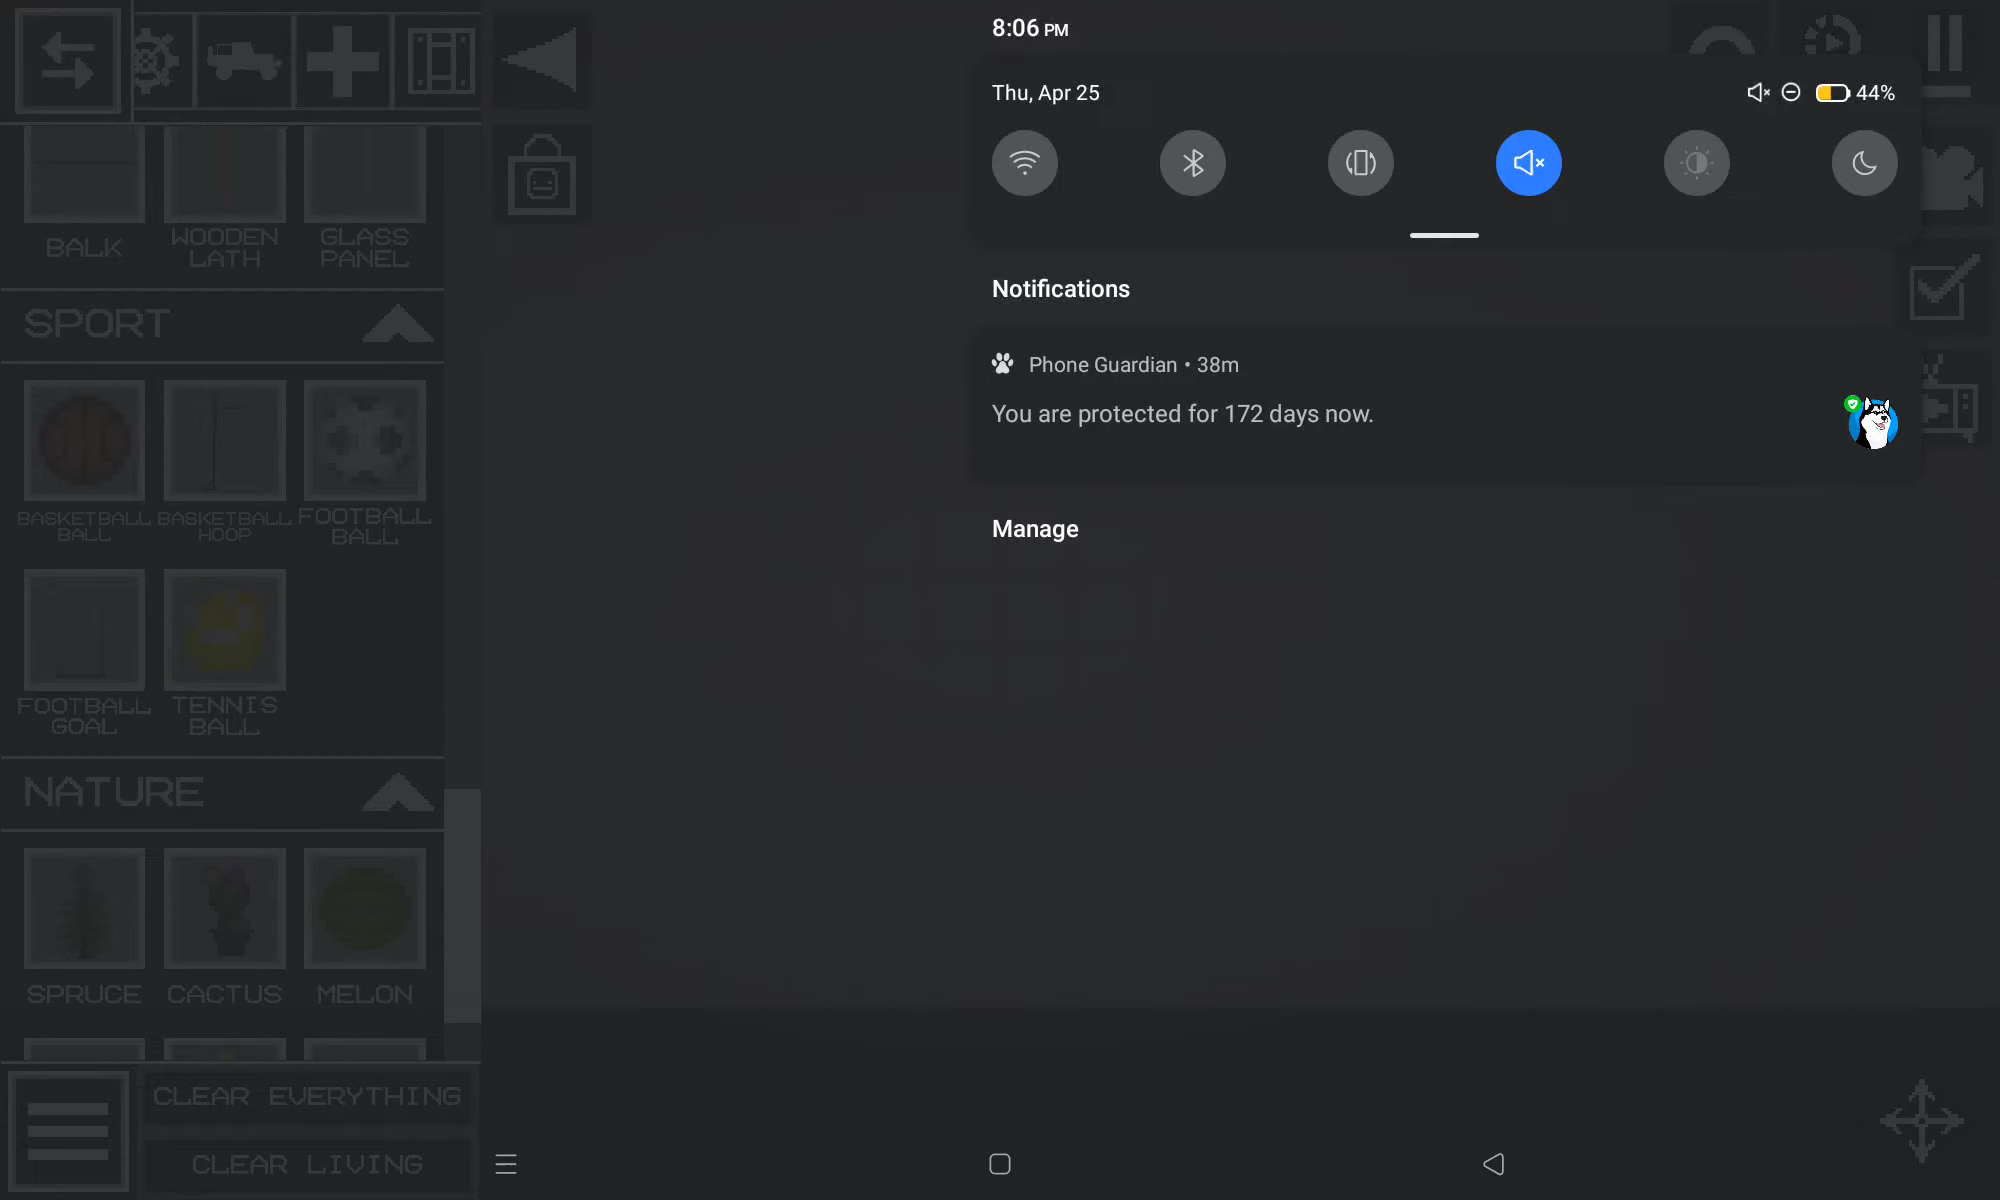 8:06 PM
Thu, Apr 25
44%
Notifications
Phone Guardian • 38m
You are protected for 172 days now.
Manage
BALK
WOODEN
LATH
GLASS
PANEL
SPORT
BASKETBALL
BALL
BASKETBALL
HOOP
FOOTBALL
BALL
FOOTBALL
GOAL
TENNIS
BALL
NATURE
SPRUCE
CACTUS
MELON
CLEAR EVERYTHING
CLEAR LIVING